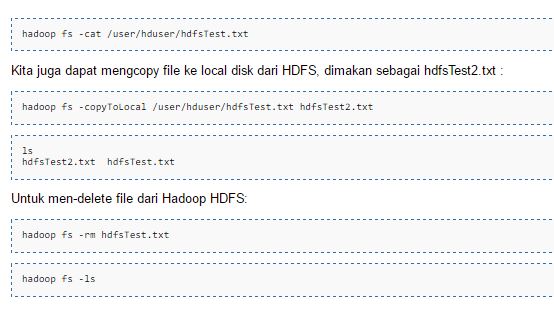 hadoop fs -cat /user/hduser/hdfsTest.txt
Kita juga dapat mengcopy file ke local disk dari HDFS, dimakan sebagai hdfsTest2.txt :
hadoop fs -copyToLocal /user/hduser/hdfsTest.txt hdfsTest2.txt
ls
hdfsTest2.txt  hdfsTest.txt
Untuk men-delete file dari Hadoop HDFS:
hadoop fs -rm hdfsTest.txt
hadoop fs -ls